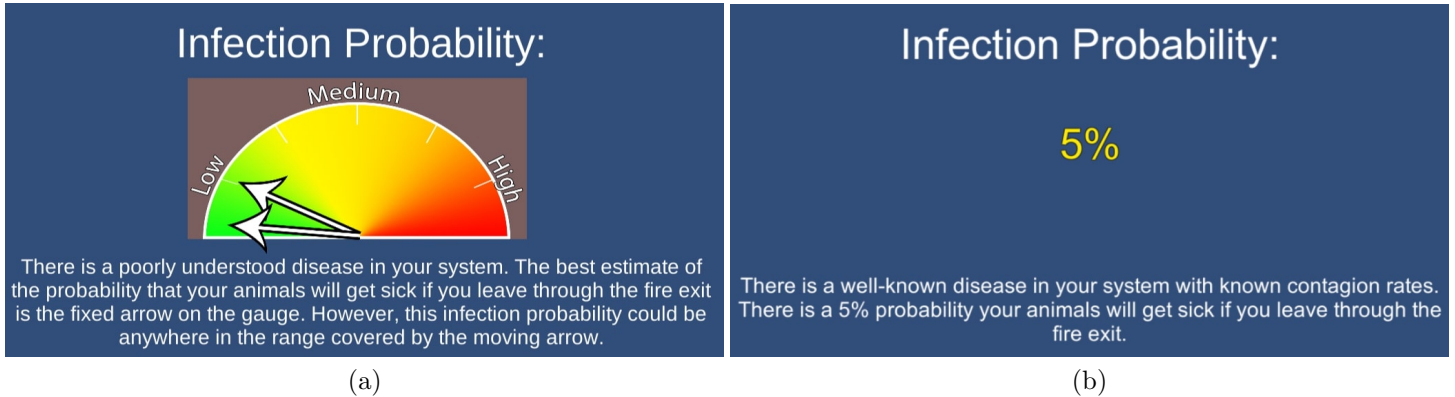 Infection Probability:
Medium
Low
High
There is a poorly understood disease in your system. The best estimate of
the probability that your animals will get sick if you leave through the fire exit
is the fixed arrow on the gauge. However, this infection probability could be
anywhere in the range covered by the moving arrow.
(a)
Infection Probability:
5%
There is a well-known disease in your system with known contagion rates.
There is a 5% probability your animals will get sick if you leave through the
fire exit.
(b)